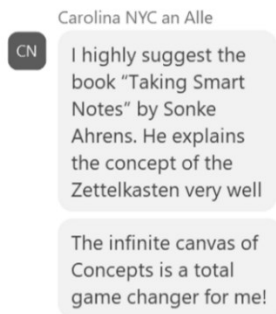 Carolina NYC an Alle
CN
I highly suggest the
book “Taking Smart
Notes” by Sonke
Ahrens. He explains
the concept of the
Zettelkasten very well
The infinite canvas of
Concepts is a total
game changer for me!